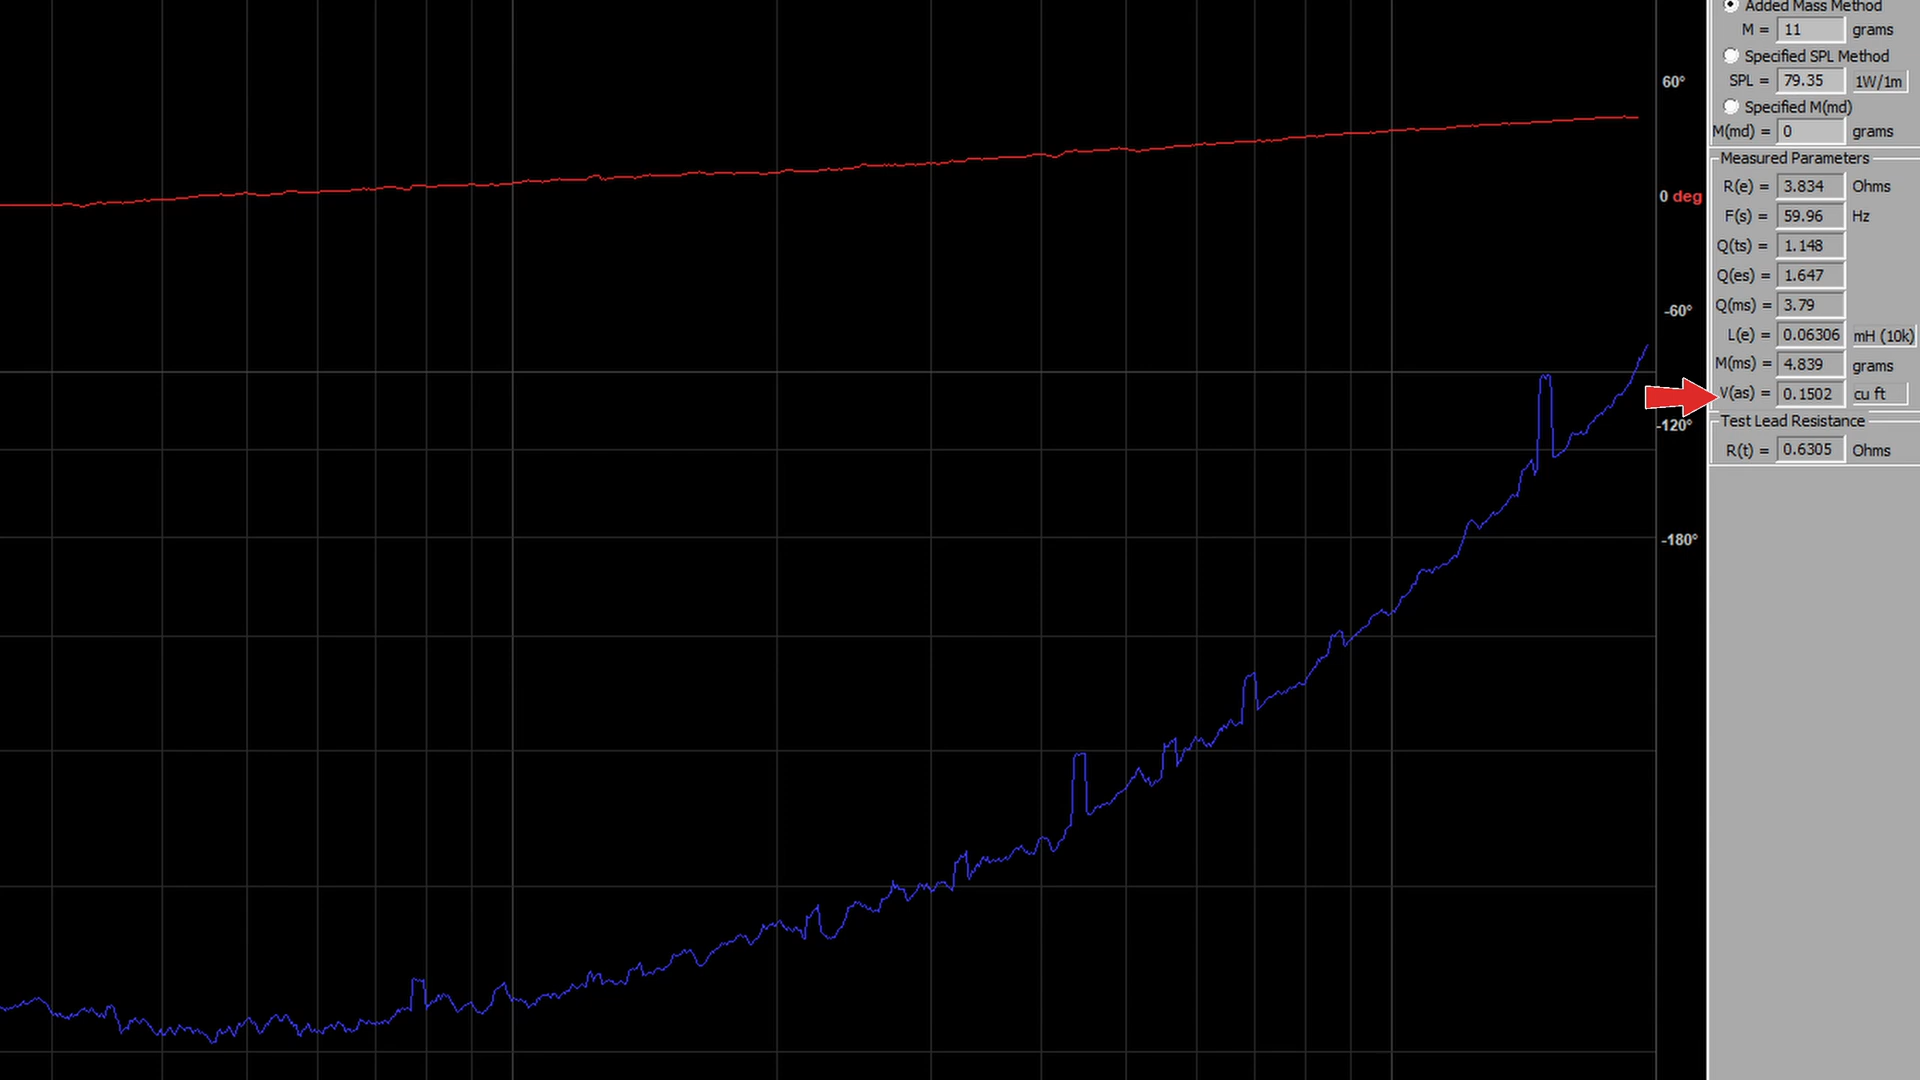 60°
0 deg
-60°
-120°
-180°
Added Mass Method
M = 11 grams
Specified SPL Method
SPL = 79.35 1W/1m
Specified M(md)
M(md) = 0 grams
Measured Parameters
R(e) = 3.834 Ohms
F(s) = 59.96 Hz
Q(ts) = 1.148
Q(es) = 1.647
Q(ms) = 3.79
L(e) = 0.06306 mH (10k)
M(ms) = 4.839 grams
V(as) = 0.1502 cu ft
Test Lead Resistance
R(t) = 0.6305 Ohms